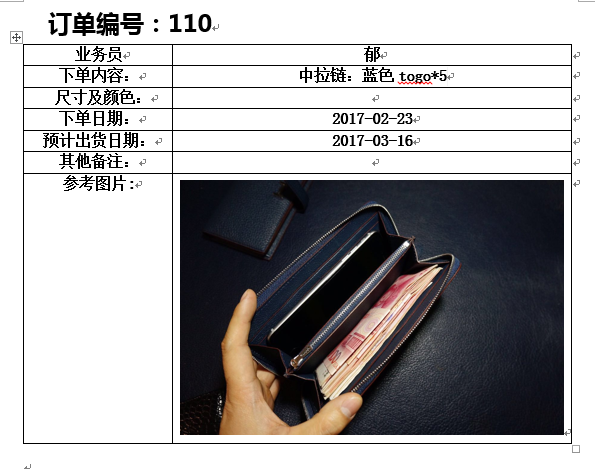 订单编号：110
业务员 郁
下单内容： 中拉链：蓝色 togo*5
尺寸及颜色：
下单日期： 2017-02-23
预计出货日期： 2017-03-16
其他备注：
参考图片: